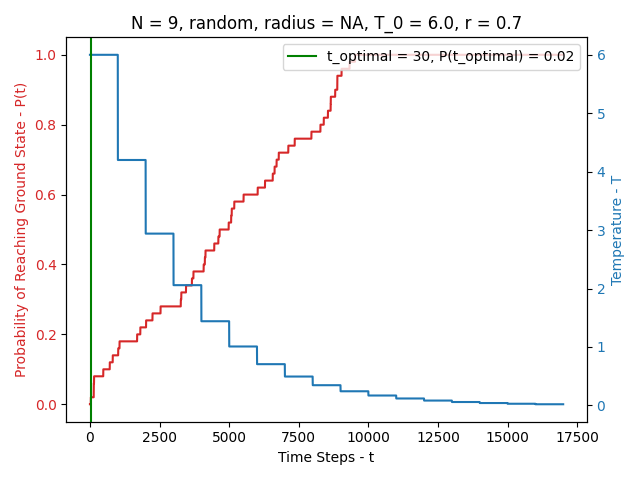 N = 9, random, radius = NA, T_0 = 6.0, r = 0.7
t_optimal = 30, P(t_optimal) = 0.02
Probability of Reaching Ground State - P(t)
1.0
0.8
0.6
0.4
0.2
0.0
6
5
4
3
2
1
0
Temperature - T
0 2500 5000 7500 10000 12500 15000 17500
Time Steps - t